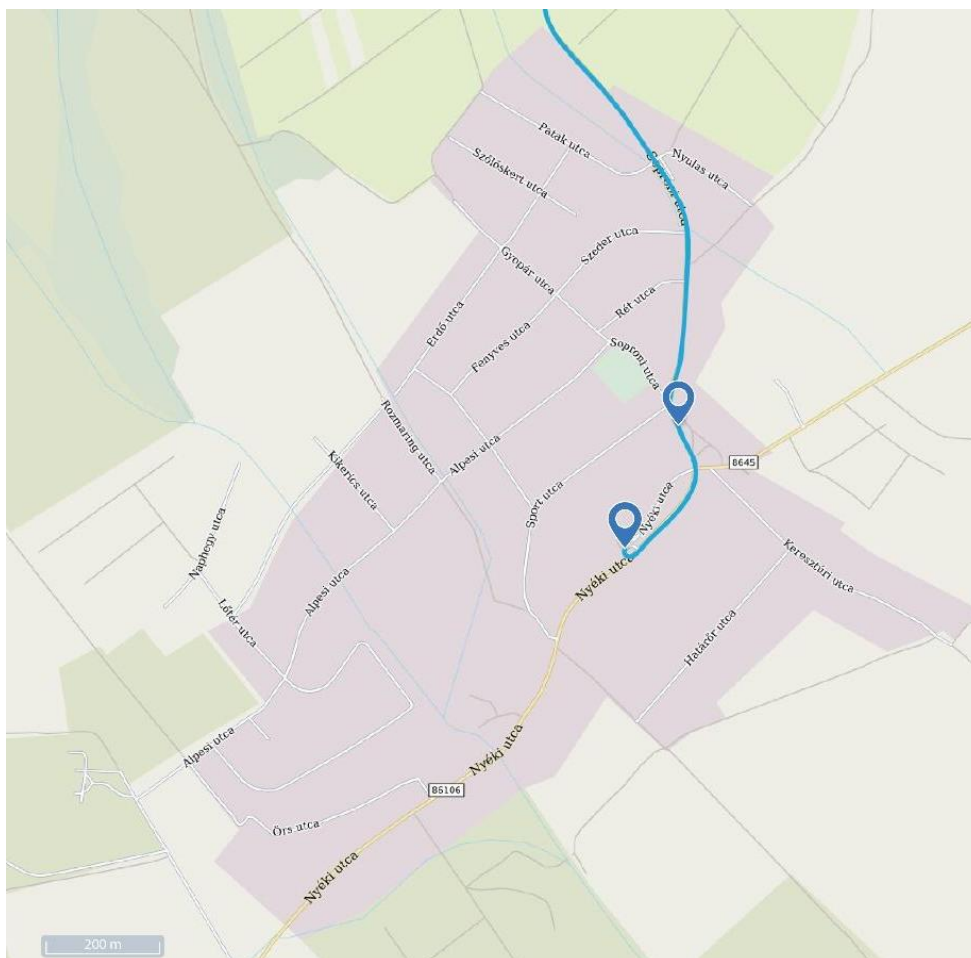 Patak utca
Nyulas utca
Szőlőskert utca
Soproni utca
Szeder utca
Gyopár utca
Rét utca
Erdő utca
Fenyves utca
Soproni utca
Rozmaring utca
Alpesi utca
8645
Kikerics utca
Sport utca
Nyéki utca
Naphegy utca
Keresztúri utca
Nyéki utca
Alpesi utca
Lőtér utca
Határőr utca
Alpesi utca
Nyéki utca
86106
Őrs utca
Nyéki utca
200 m